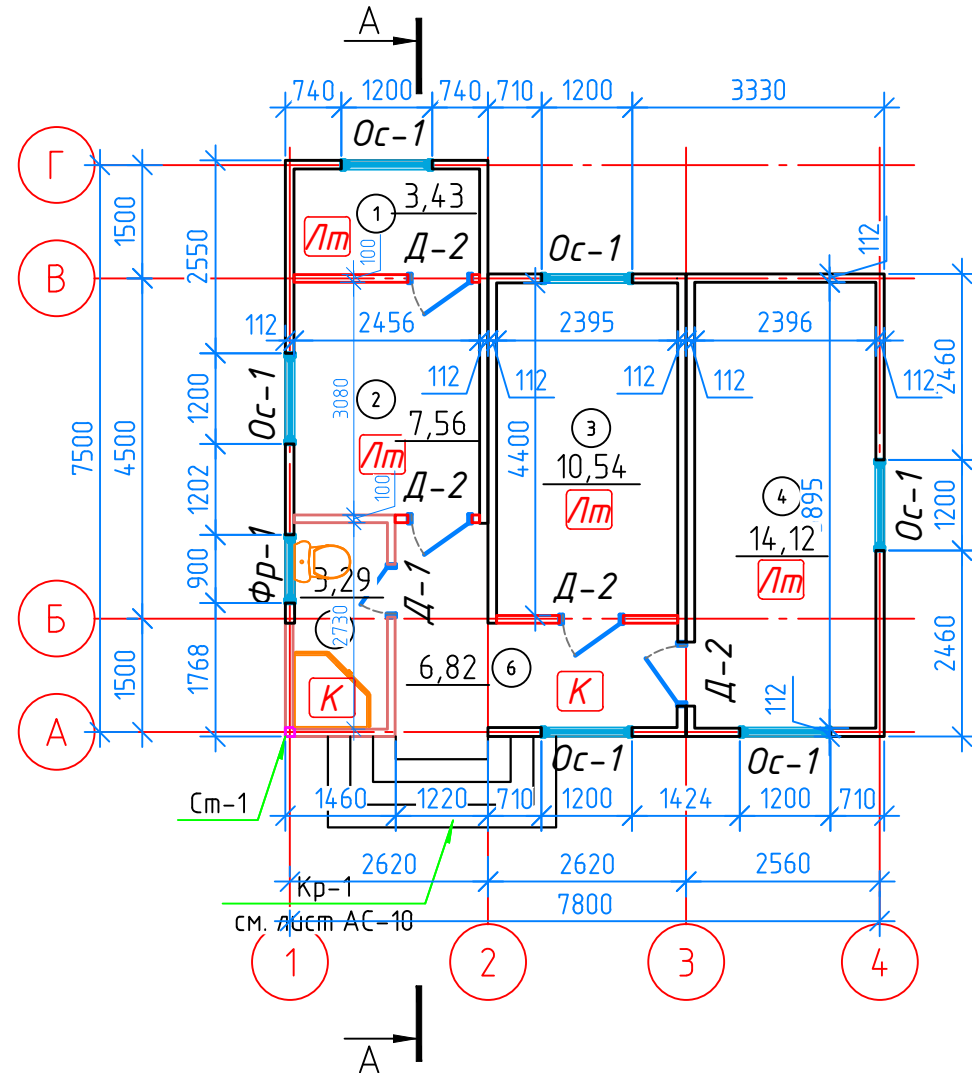 А
740 1200 740 710 1200 3330
Ос-1
Г
1 3,43
Лт
100
Д-2
Ос-1
112
1500
2550
В
112 2456 2395 2396
112 112 112 112 112
2460
1200
Ос-1
3080
2
7,56
Лт
3
10,54
Лт
4400
4
14,12
Лт
895
1200
Ос-1
7500
4500
1202
100
Д-2
900
Фр-1
3,29
Д-1
Д-2
Б
2730
6,82 6
К
К
Д-2
2460
1500
1768
112
А
Ос-1 Ос-1
Ст-1
1460 1220 710 1200 1424 1200 710
2620 2620 2560
Кр-1
7800
см. лист АС-10
1 2 3 4
А